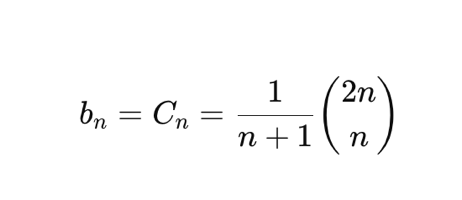 $b_n = C_n = \frac{1}{n+1}\binom{2n}{n}$